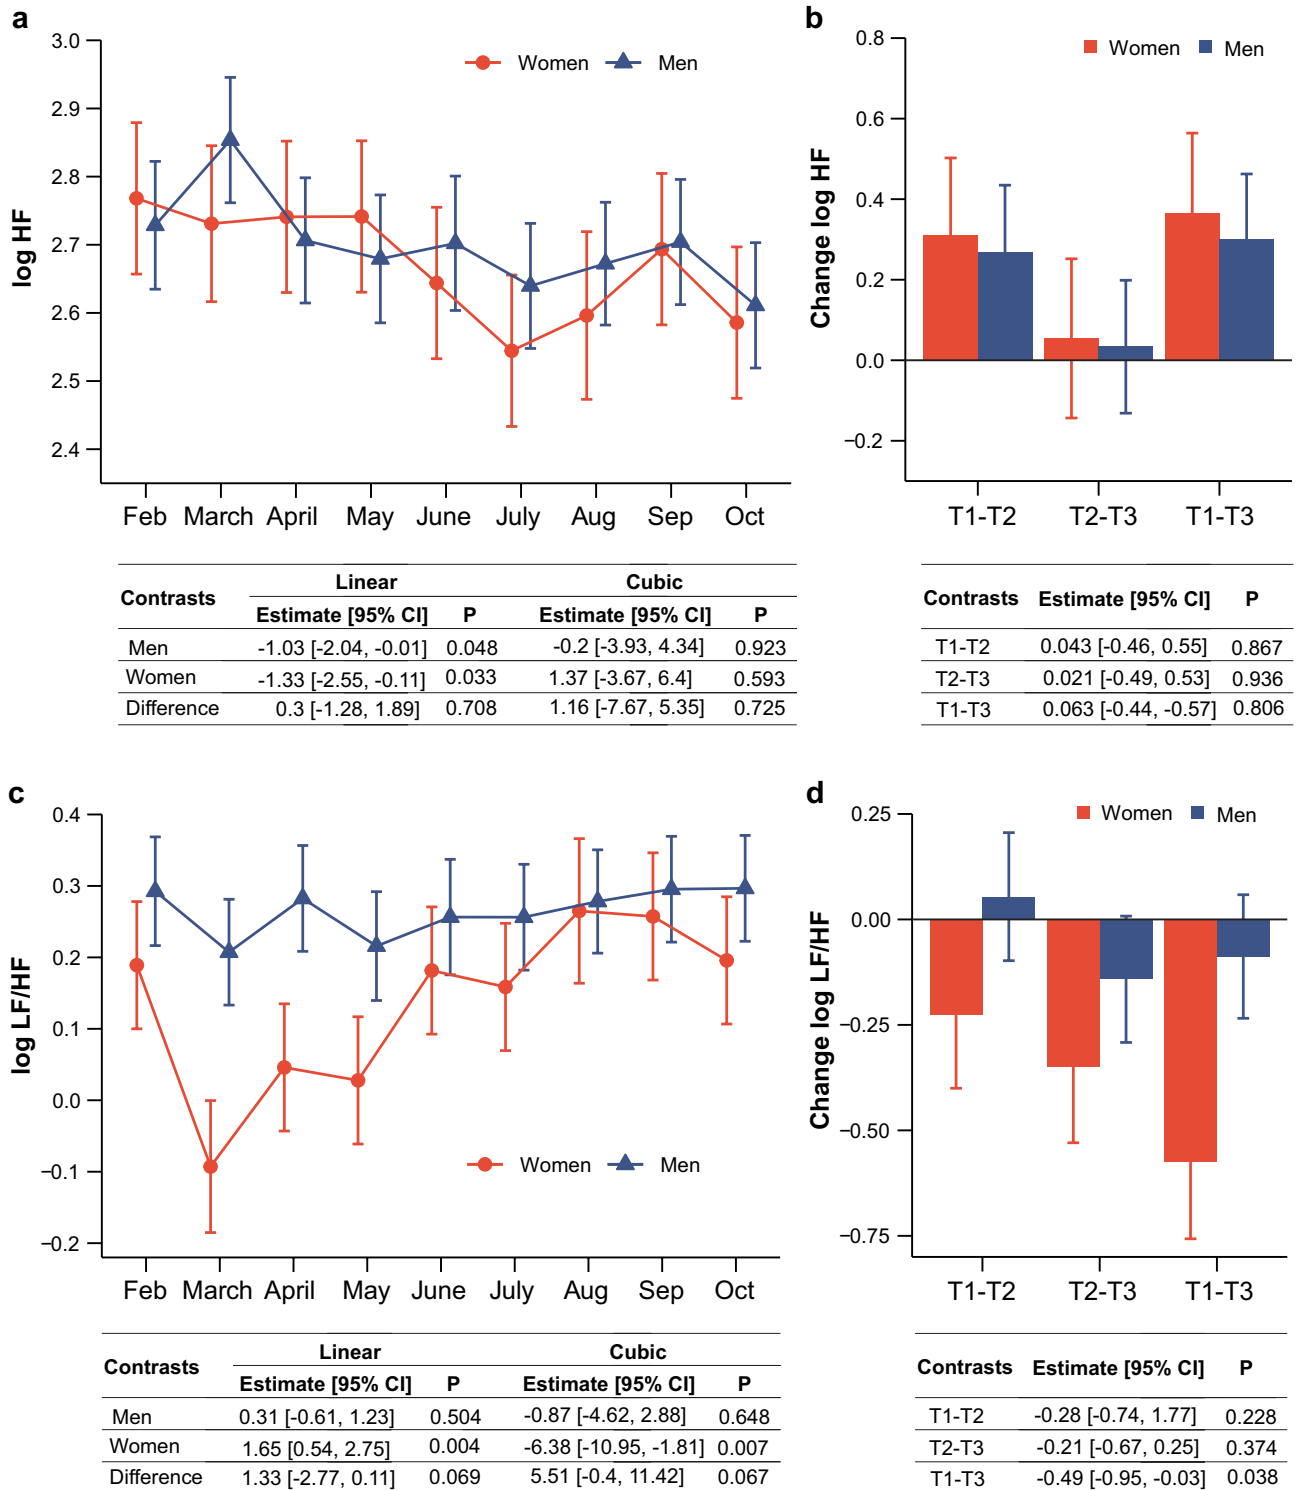 a
3.0
2.9
2.8
2.7
2.6
2.5
2.4
log HF
Women Men
Feb March April May June July Aug Sep Oct
Contrasts Linear Cubic
Estimate [95% CI] P Estimate [95% CI] P
Men -1.03 [-2.04, -0.01] 0.048 -0.2 [-3.93, 4.34] 0.923
Women -1.33 [-2.55, -0.11] 0.033 1.37 [-3.67, 6.4] 0.593
Difference 0.3 [-1.28, 1.89] 0.708 1.16 [-7.67, 5.35] 0.725
b
0.8
0.6
0.4
0.2
0.0
−0.2
Change log HF
Women Men
T1-T2 T2-T3 T1-T3
Contrasts Estimate [95% CI] P
T1-T2 0.043 [-0.46, 0.55] 0.867
T2-T3 0.021 [-0.49, 0.53] 0.936
T1-T3 0.063 [-0.44, -0.57] 0.806
c
0.4
0.3
0.2
0.1
0.0
−0.1
−0.2
log LF/HF
Women Men
Feb March April May June July Aug Sep Oct
Contrasts Linear Cubic
Estimate [95% CI] P Estimate [95% CI] P
Men 0.31 [-0.61, 1.23] 0.504 -0.87 [-4.62, 2.88] 0.648
Women 1.65 [0.54, 2.75] 0.004 -6.38 [-10.95, -1.81] 0.007
Difference 1.33 [-2.77, 0.11] 0.069 5.51 [-0.4, 11.42] 0.067
d
0.25
0.00
−0.25
−0.50
−0.75
Change log LF/HF
Women Men
T1-T2 T2-T3 T1-T3
Contrasts Estimate [95% CI] P
T1-T2 -0.28 [-0.74, 1.77] 0.228
T2-T3 -0.21 [-0.67, 0.25] 0.374
T1-T3 -0.49 [-0.95, -0.03] 0.038